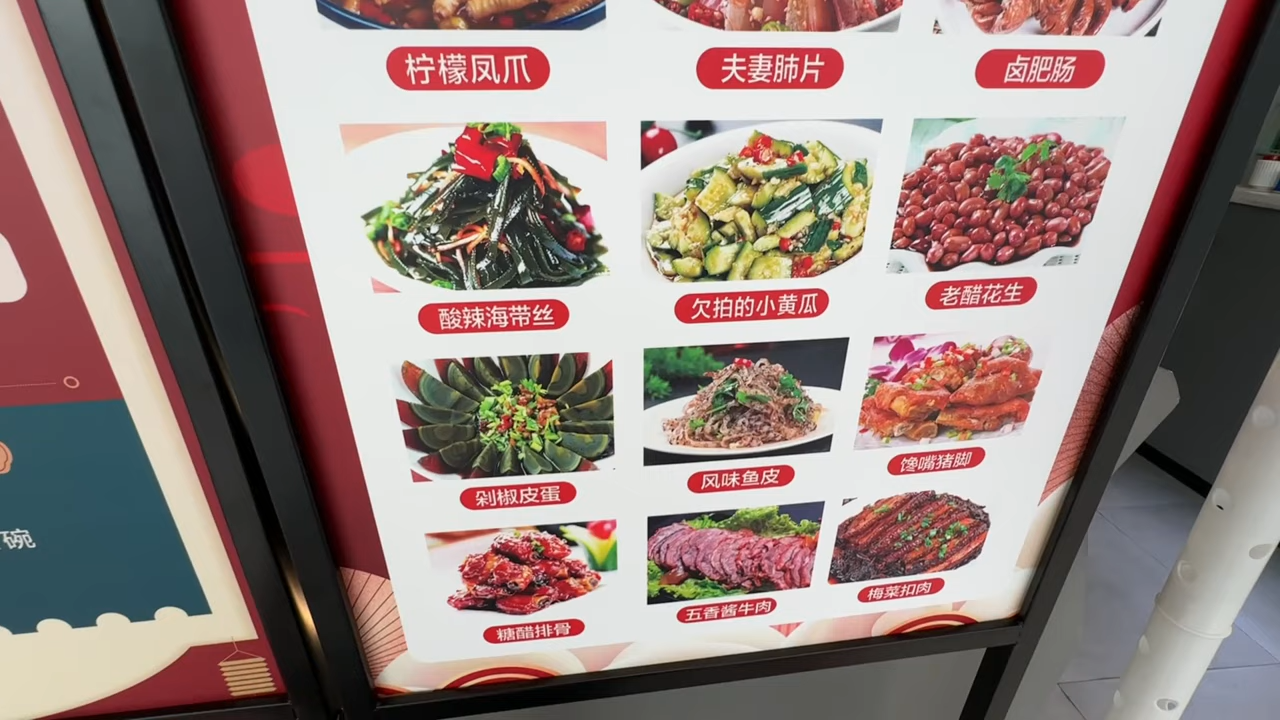 柠檬凤爪
夫妻肺片
卤肥肠
酸辣海带丝
欠拍的小黄瓜
老醋花生
剁椒皮蛋
风味鱼皮
馋嘴猪脚
糖醋排骨
五香酱牛肉
梅菜扣肉
碗